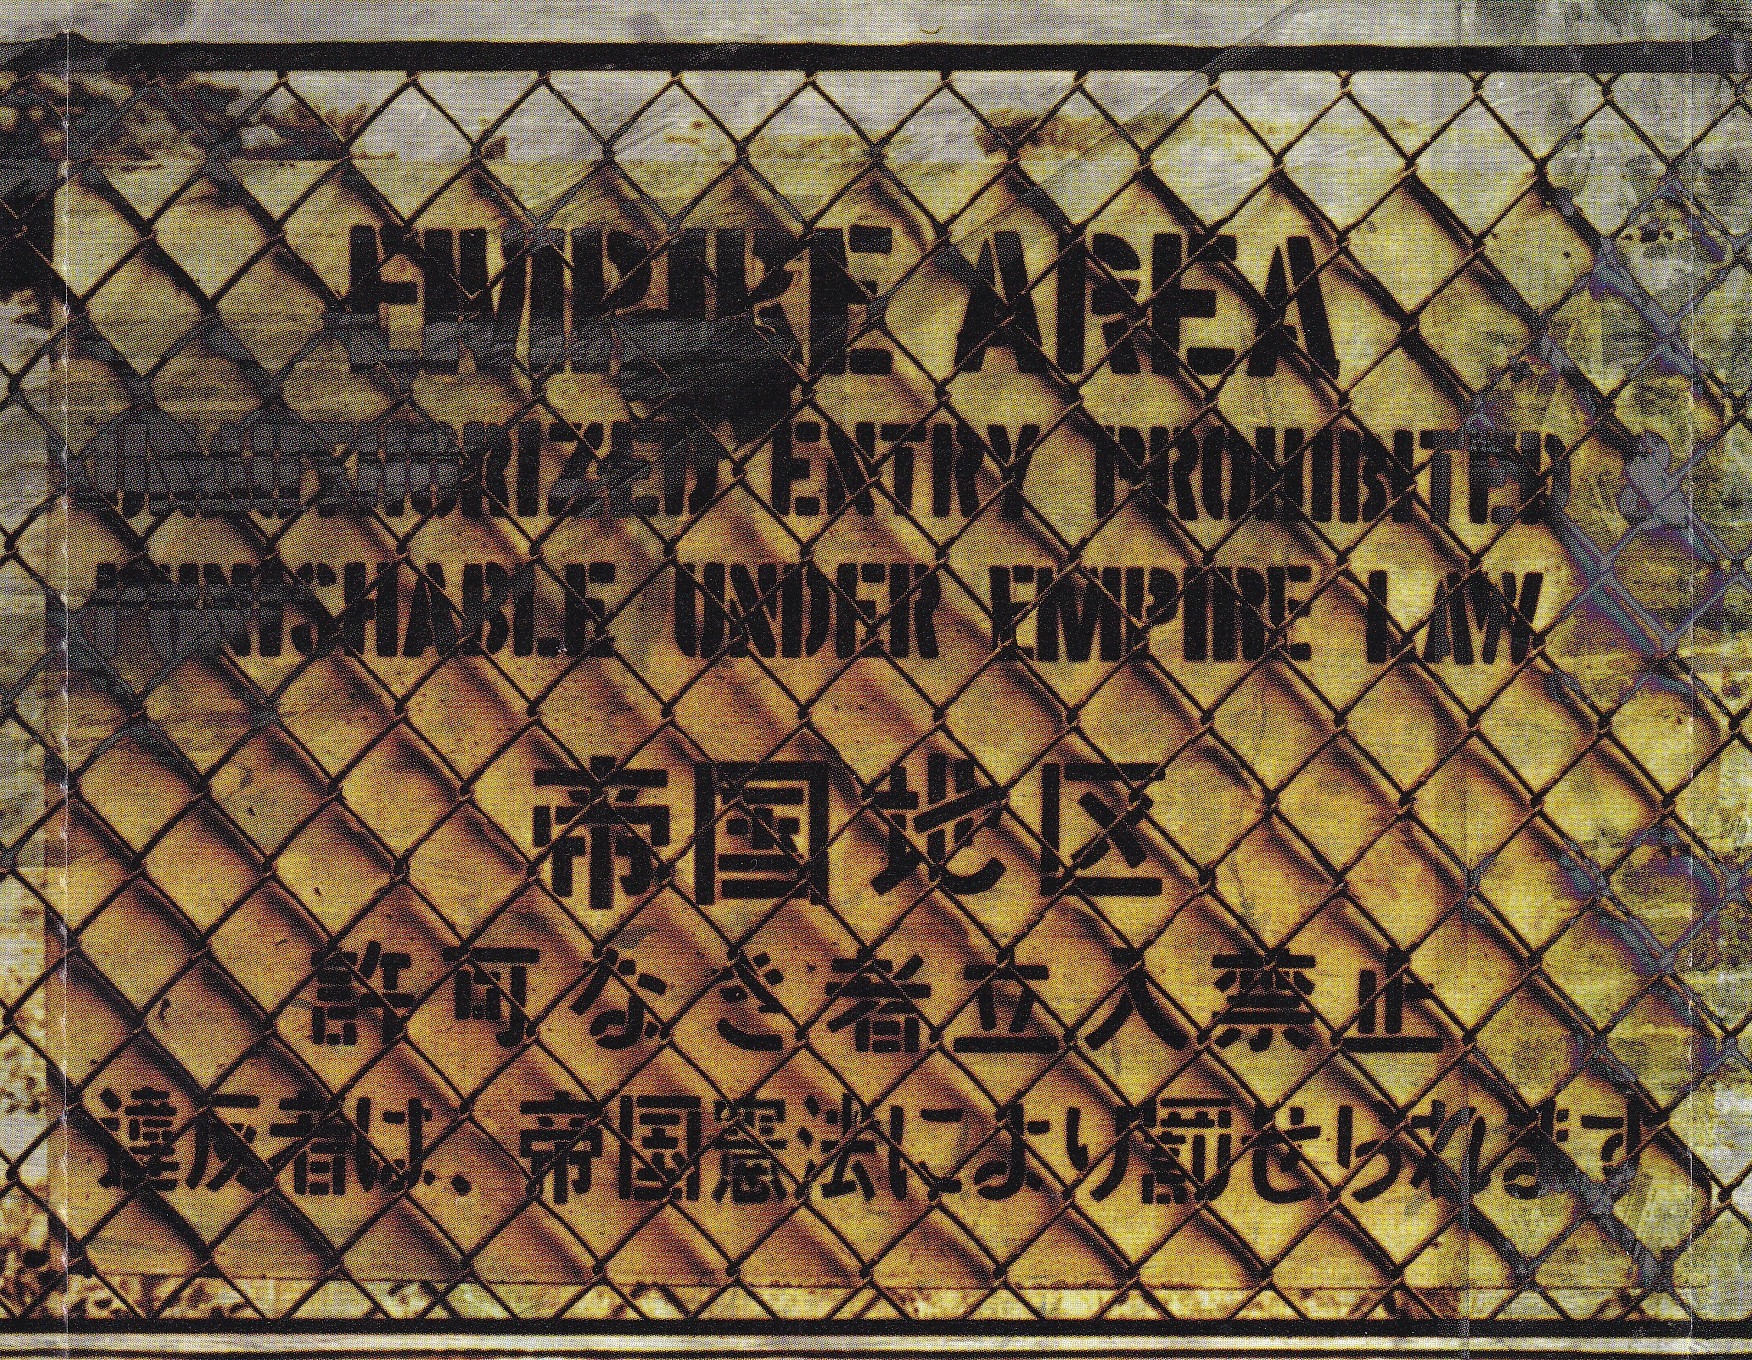 EMPIRE AREA
UNAUTHORIZED ENTRY PROHIBITED
PUNISHABLE UNDER EMPIRE LAW
帝国地区
許可なき者立入禁止
違反者は、帝国憲法により罰せられます